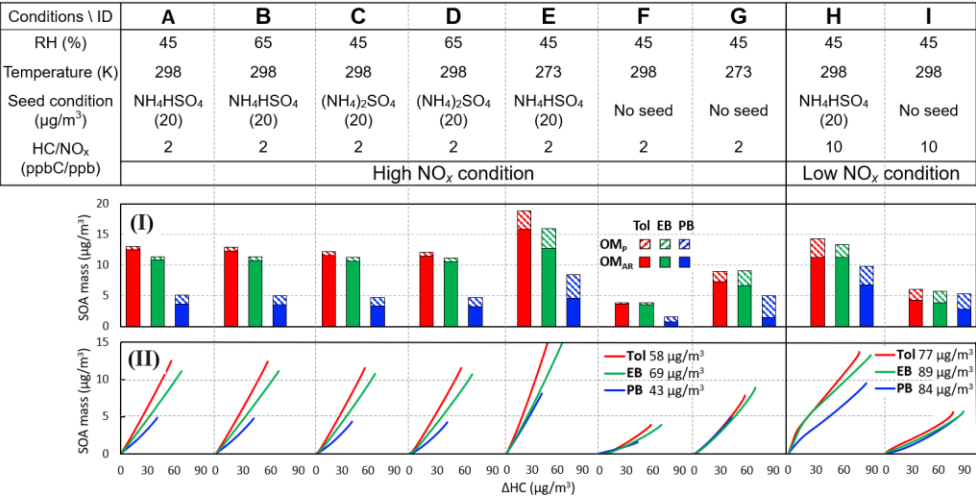 Conditions \ ID A B C D E F G H I
RH (%) 45 65 45 65 45 45 45 45 45
Temperature (K) 298 298 298 298 273 298 273 298 298
Seed condition (µg/m³) NH₄HSO₄ (20) NH₄HSO₄ (20) (NH₄)₂SO₄ (20) (NH₄)₂SO₄ (20) NH₄HSO₄ (20) No seed No seed NH₄HSO₄ (20) No seed
HC/NOₓ (ppbC/ppb) 2 2 2 2 2 2 2 10 10
High NOₓ condition Low NOₓ condition
(I)
SOA mass (µg/m³)
20
15
10
5
0
Tol EB PB
OM_P
OM_AR
(II)
SOA mass (µg/m³)
15
10
5
0
Tol 58 µg/m³
EB 69 µg/m³
PB 43 µg/m³
Tol 77 µg/m³
EB 89 µg/m³
PB 84 µg/m³
0 30 60 90 0 30 60 90 0 30 60 90 0 30 60 90 0 30 60 90 0 30 60 90 0 30 60 90 0 30 60 90 0 30 60 90
ΔHC (µg/m³)